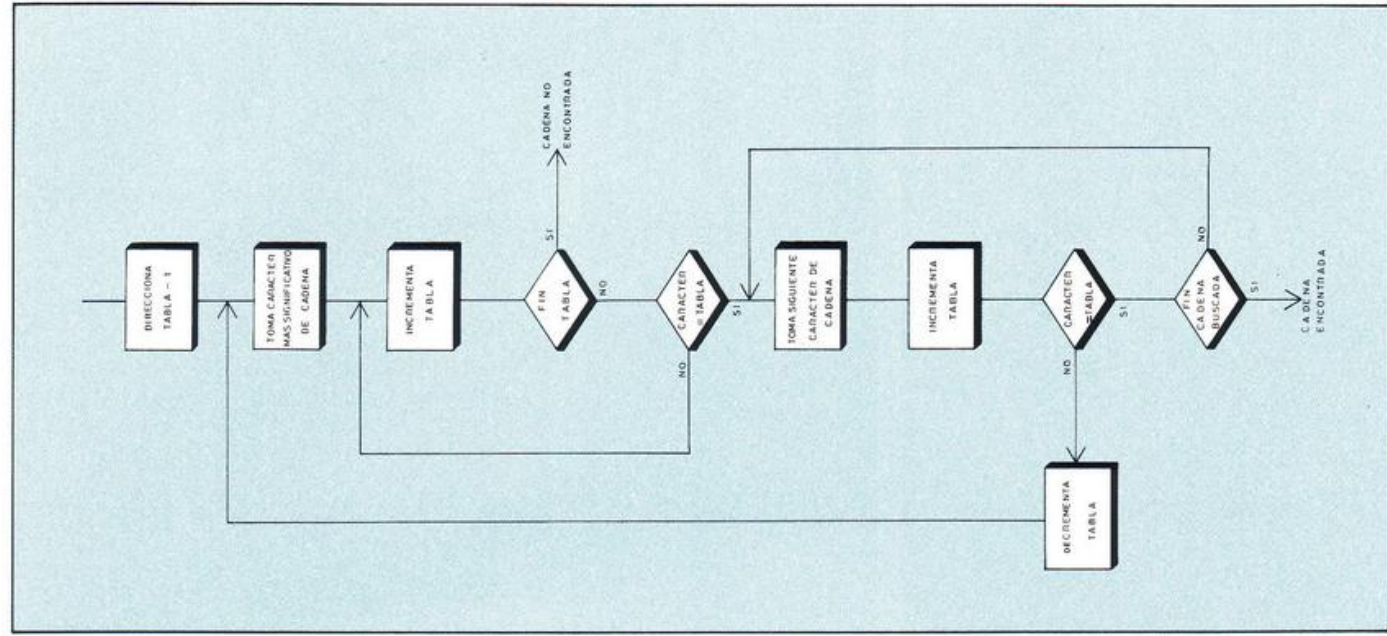 DIRECCIONA
TABLA - 1
TOMA CARACTER
MAS SIGNIFICATIVO
DE CADENA
INCREMENTA
TABLA
FIN
TABLA
SI
CADENA NO
ENCONTRADA
NO
CARACTER
= TABLA
NO
SI
TOMA SIGUIENTE
CARACTER DE
CADENA
INCREMENTA
TABLA
CARACTER
=TABLA
NO
SI
DECREMENTA
TABLA
FIN
CADENA
BUSCADA
NO
SI
CADENA
ENCONTRADA